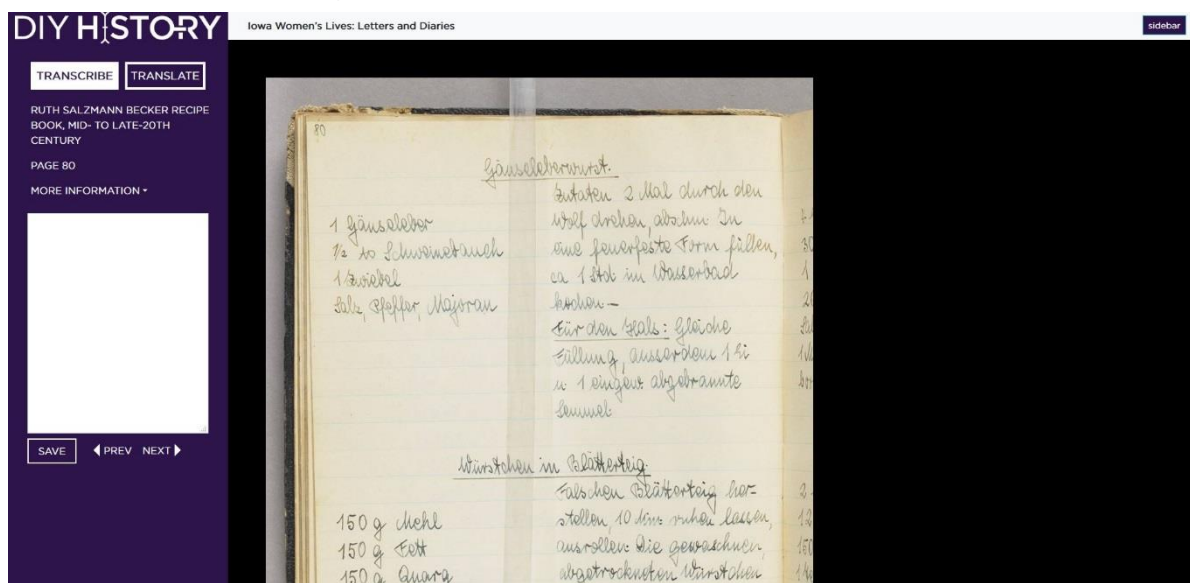 DIY HISTORY
Iowa Women's Lives: Letters and Diaries
sidebar
TRANSCRIBE
TRANSLATE
RUTH SALZMANN BECKER RECIPE
BOOK, MID- TO LATE-20TH
CENTURY
PAGE 80
MORE INFORMATION
SAVE
PREV
NEXT
80
Gänseleberwurst.
1 Gänseleber
1/2 Schweinebauch
1 Zwiebel
Salz, Pfeffer, Majoran
Zutaten 2 Mal durch den
Wolf drehen, abschm. In
eine feuerfeste Form füllen,
ca 1 Std. im Wasserbad
kochen —
Für den Hals: Gleiche
Füllung, ausserdem 1 Ei
u. 1 eingew. abgebrannte
Semmel.
Würstchen in Blätterteig.
150 g Mehl
150 g Fett
150 g Quarg
Falschen Blätterteig her=
stellen, 10 Min. ruhen lassen,
ausrollen. Die gewaschnen,
abgetrockneten Würstchen